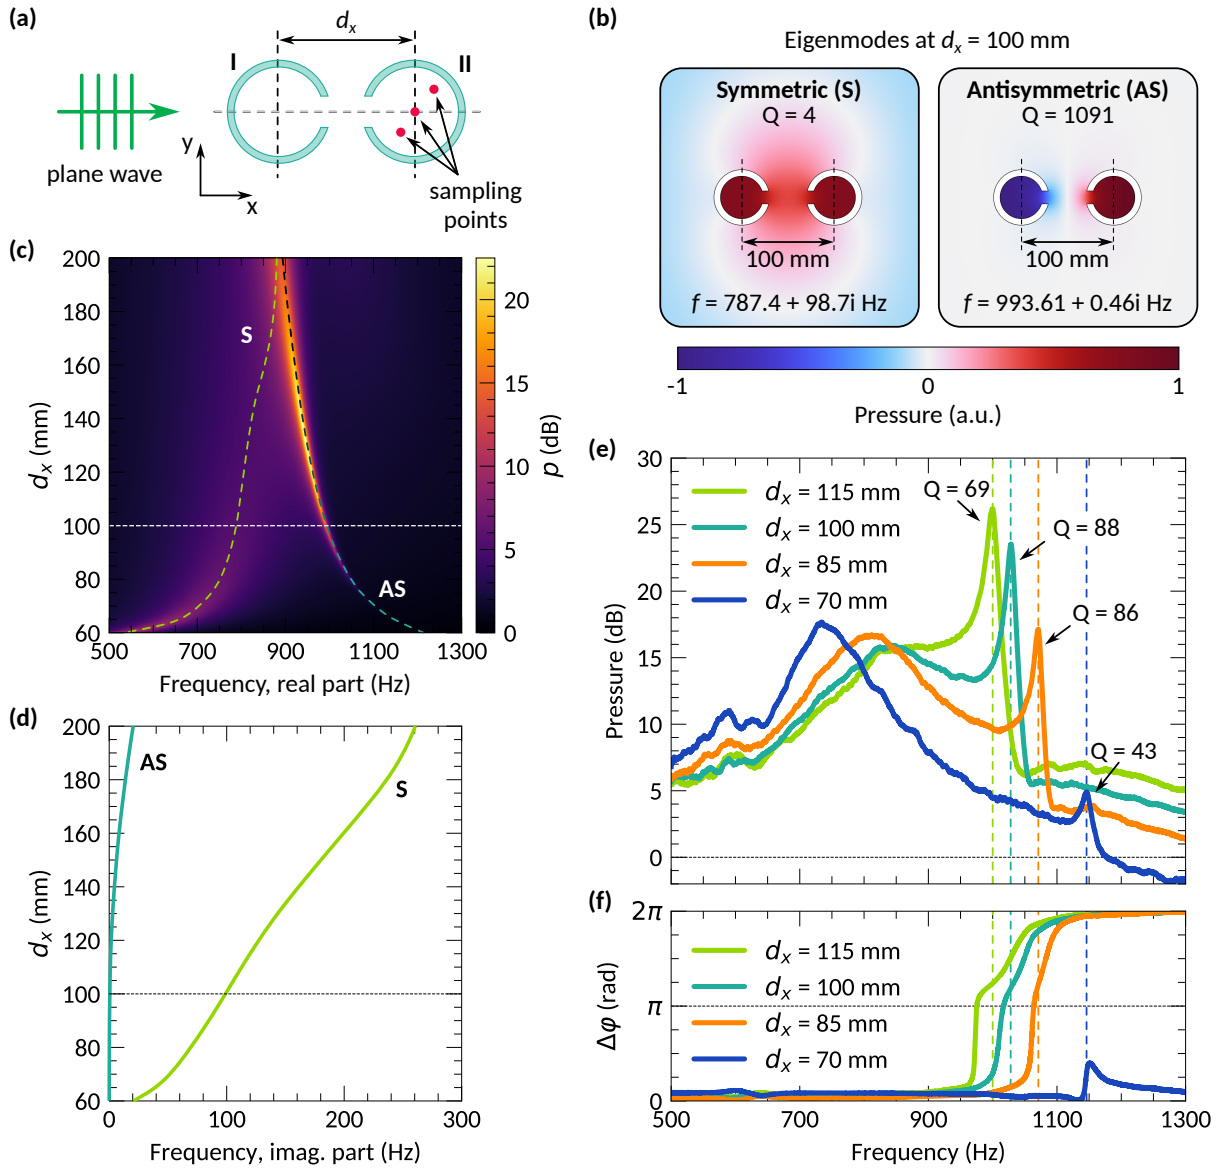 (a)
d_x
I
II
plane wave
y
x
sampling
points
(b)
Eigenmodes at d_x = 100 mm
Symmetric (S)
Q = 4
100 mm
f = 787.4 + 98.7i Hz
Antisymmetric (AS)
Q = 1091
100 mm
f = 993.61 + 0.46i Hz
-1
0
1
Pressure (a.u.)
(c)
200
180
160
140
120
100
80
60
d_x (mm)
S
AS
500
700
900
1100
1300
Frequency, real part (Hz)
20
15
10
5
0
p (dB)
(d)
200
180
160
140
120
100
80
60
d_x (mm)
AS
S
0
100
200
300
Frequency, imag. part (Hz)
(e)
30
25
20
15
10
5
0
Pressure (dB)
d_x = 115 mm
d_x = 100 mm
d_x = 85 mm
d_x = 70 mm
Q = 69
Q = 88
Q = 86
Q = 43
(f)
2π
π
0
Δφ (rad)
d_x = 115 mm
d_x = 100 mm
d_x = 85 mm
d_x = 70 mm
500
700
900
1100
1300
Frequency (Hz)